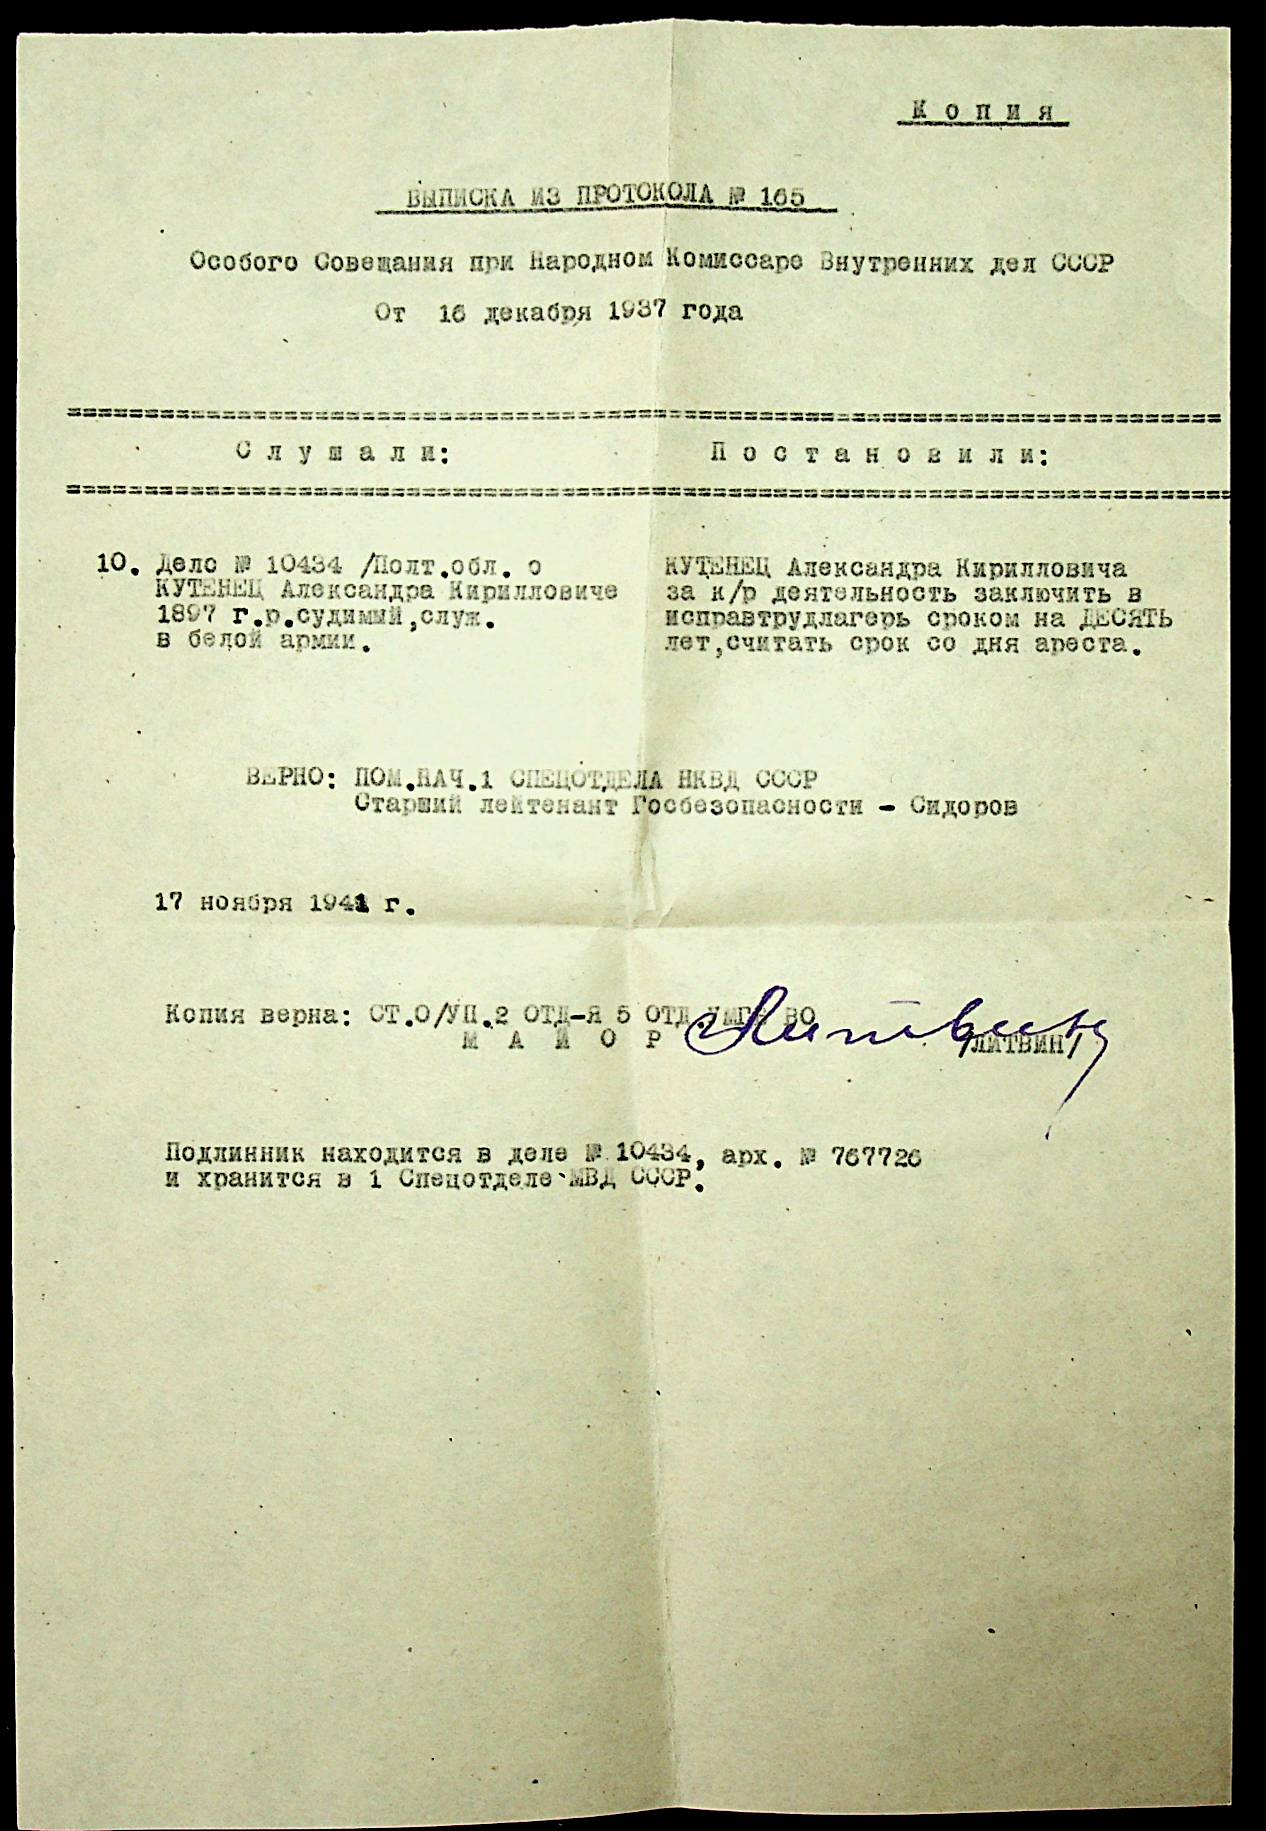 К о п и я
ВЫПИСКА ИЗ ПРОТОКОЛА № 165
Особого Совещания при Народном Комиссаре Внутренних дел СССР
От 16 декабря 1937 года
С л у ш а л и:
П о с т а н о в и л и:
10. Дело № 10434 /Полт.обл. о
КУТЕНЕЦ Александра Кирилловиче
1897 г.р.судимый,служ.
в белой армии.
КУТЕНЕЦ Александра Кирилловича
за к/р деятельность заключить в
исправтрудлагерь сроком на ДЕСЯТЬ
лет,считать срок со дня ареста.
ВЕРНО: ПОМ.НАЧ.1 СПЕЦОТДЕЛА НКВД СССР
Старший лейтенант Госбезопасности - Сидоров
17 ноября 1941 г.
Копия верна: СТ.О/УП.2 ОТД-Я 5 ОТД.УМГБ ВО
М А Й О Р Литвин /ЛИТВИН/
Подлинник находится в деле № 10434, арх. № 767726
и хранится в 1 Спецотделе МВД СССР.